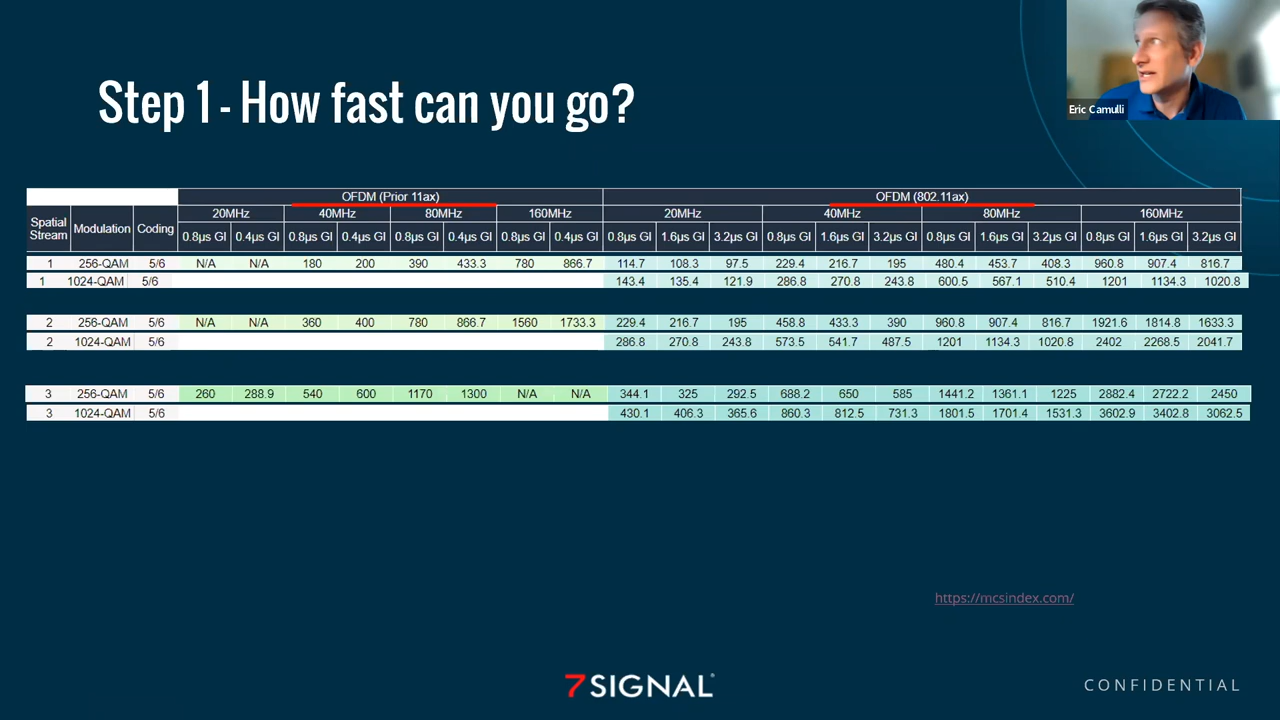 Eric Camulli
Step 1 - How fast can you go?
OFDM (Prior 11ax) OFDM (802.11ax)
Spatial Stream Modulation Coding 20MHz 40MHz 80MHz 160MHz 20MHz 40MHz 80MHz 160MHz
0.8µs GI 0.4µs GI 0.8µs GI 0.4µs GI 0.8µs GI 0.4µs GI 0.8µs GI 0.4µs GI 0.8µs GI 1.6µs GI 3.2µs GI 0.8µs GI 1.6µs GI 3.2µs GI 0.8µs GI 1.6µs GI 3.2µs GI 0.8µs GI 1.6µs GI 3.2µs GI
1 256-QAM 5/6 N/A N/A 180 200 390 433.3 780 866.7 114.7 108.3 97.5 229.4 216.7 195 480.4 453.7 408.3 960.8 907.4 816.7
1 1024-QAM 5/6 143.4 135.4 121.9 286.8 270.8 243.8 600.5 567.1 510.4 1201 1134.3 1020.8
2 256-QAM 5/6 N/A N/A 360 400 780 866.7 1560 1733.3 229.4 216.7 195 458.8 433.3 390 960.8 907.4 816.7 1921.6 1814.8 1633.3
2 1024-QAM 5/6 286.8 270.8 243.8 573.5 541.7 487.5 1201 1134.3 1020.8 2402 2268.5 2041.7
3 256-QAM 5/6 260 288.9 540 600 1170 1300 N/A N/A 344.1 325 292.5 688.2 650 585 1441.2 1361.1 1225 2882.4 2722.2 2450
3 1024-QAM 5/6 430.1 406.3 365.6 860.3 812.5 731.3 1801.5 1701.4 1531.3 3602.9 3402.8 3062.5
https://mcsindex.com/
7SIGNAL
CONFIDENTIAL